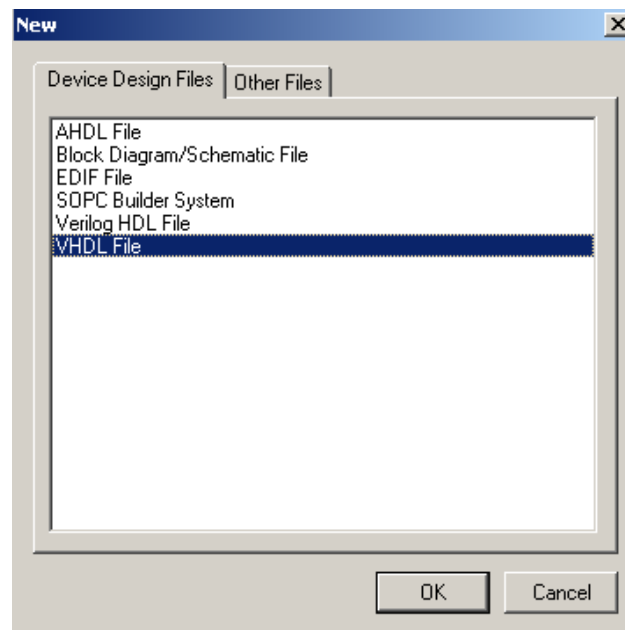 New
Device Design Files
Other Files
AHDL File
Block Diagram/Schematic File
EDIF File
SOPC Builder System
Verilog HDL File
VHDL File
OK
Cancel